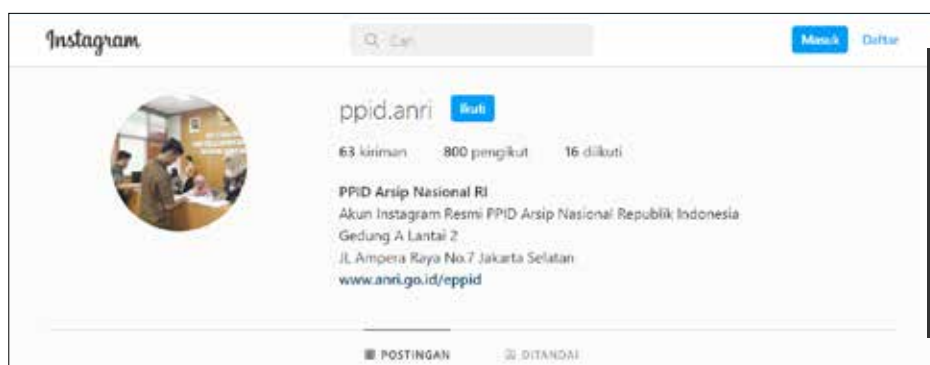 Instagram
Cari
Masuk Daftar
ppid.anri Ikuti
63 kiriman 800 pengikut 16 diikuti
PPID Arsip Nasional RI
Akun Instagram Resmi PPID Arsip Nasional Republik Indonesia
Gedung A Lantai 2
JL Ampera Raya No.7 Jakarta Selatan
www.anri.go.id/eppid
POSTINGAN DITANDAI